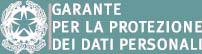 GARANTE
PER LA PROTEZIONE
DEI DATI PERSONALI